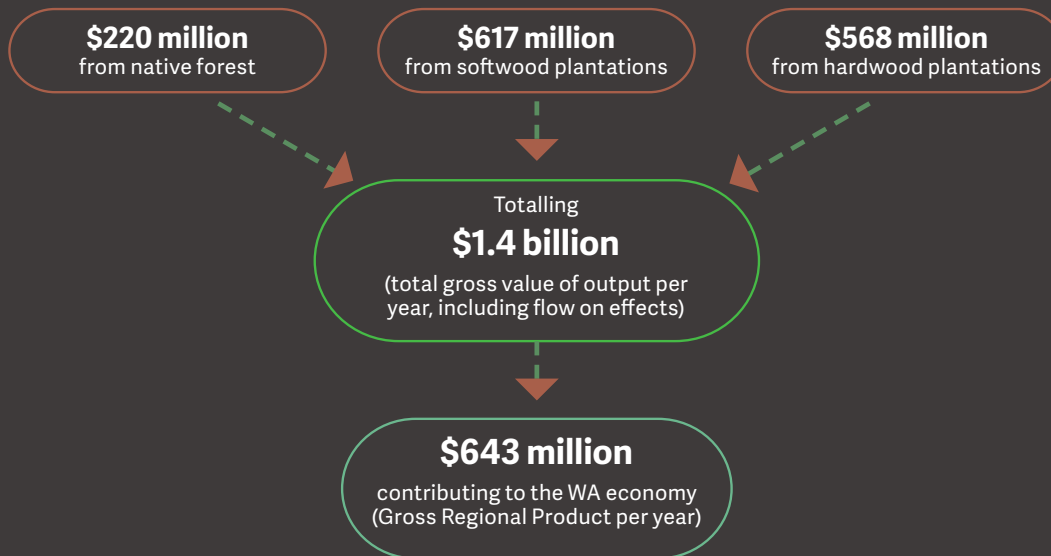 $220 million
from native forest
$617 million
from softwood plantations
$568 million
from hardwood plantations
Totalling
$1.4 billion
(total gross value of output per
year, including flow on effects)
$643 million
contributing to the WA economy
(Gross Regional Product per year)